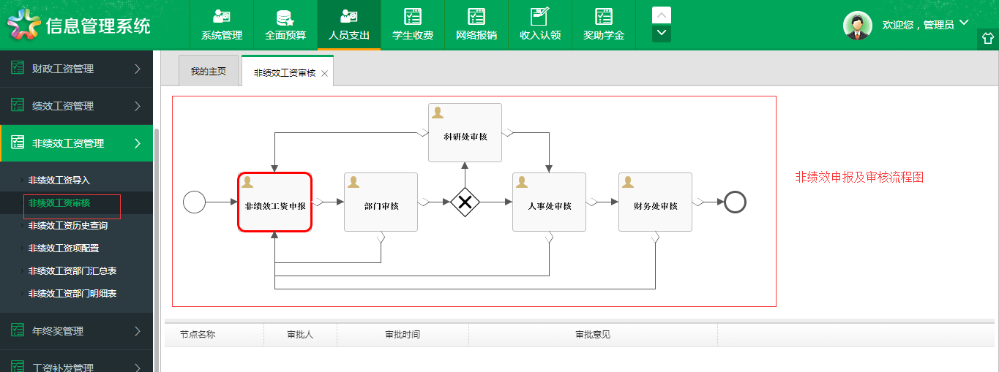 信息管理系统
系统管理
全面预算
人员支出
学生收费
网络报销
收入认领
奖助学金
欢迎您，管理员
财政工资管理
绩效工资管理
非绩效工资管理
非绩效工资导入
非绩效工资审核
非绩效工资历史查询
非绩效工资项配置
非绩效工资部门汇总表
非绩效工资部门明细表
年终奖管理
工资补发管理
我的主页
非绩效工资审核
科研处审核
非绩效工资申报
部门审核
人事处审核
财务处审核
非绩效申报及审核流程图
节点名称
审批人
审批时间
审批意见